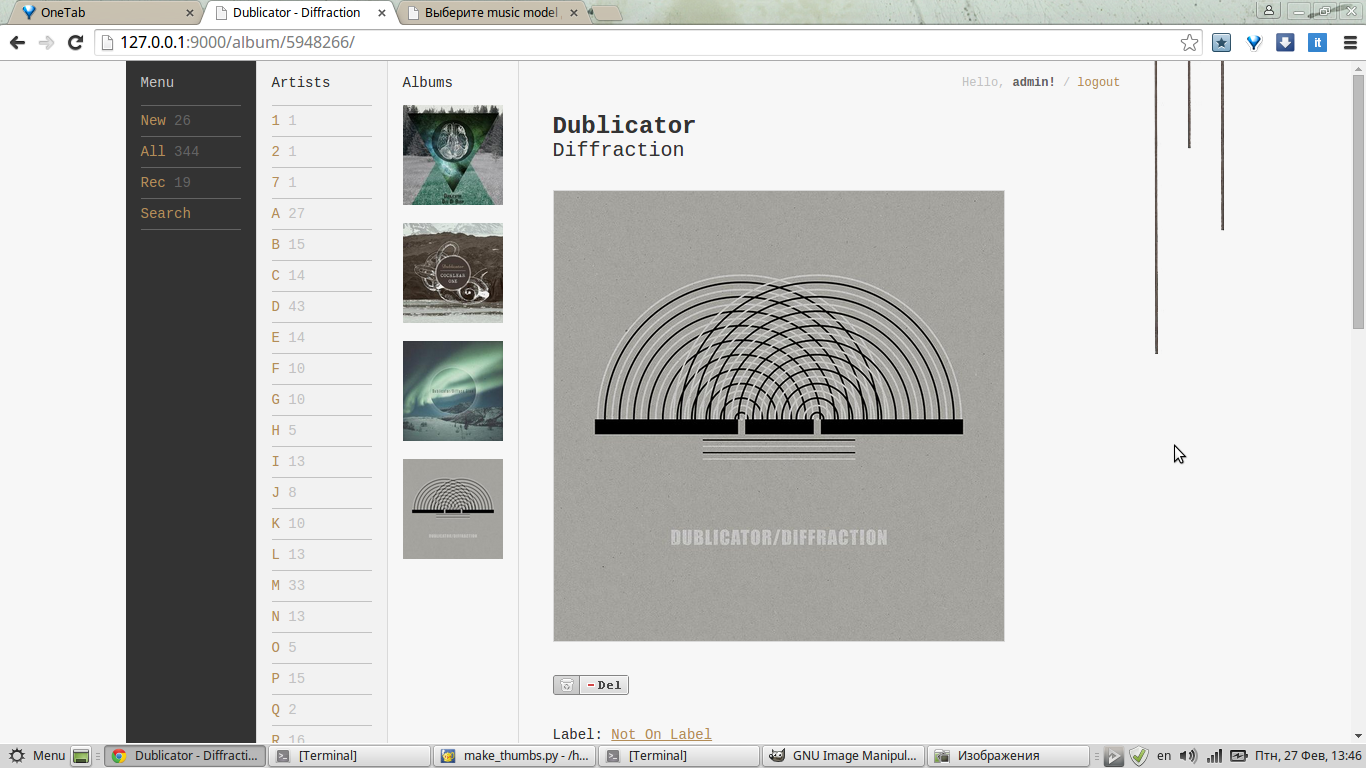 OneTab
Dublicator - Diffraction
Выберите music model
127.0.0.1:9000/album/5948266/
Menu
New 26
All 344
Rec 19
Search
Artists
1 1
2 1
7 1
A 27
B 15
C 14
D 43
E 14
F 10
G 10
H 5
I 13
J 8
K 10
L 13
M 33
N 13
O 5
P 15
Q 2
R 16
Albums
COCHLEAR
ONE
Hello, admin! / logout
Dublicator
Diffraction
DUBLICATOR/DIFFRACTION
Del
Label: Not On Label
Menu
Dublicator - Diffracti...
[Terminal]
make_thumbs.py - /h...
[Terminal]
GNU Image Manipul...
Изображения
en
Птн, 27 Фев, 13:46